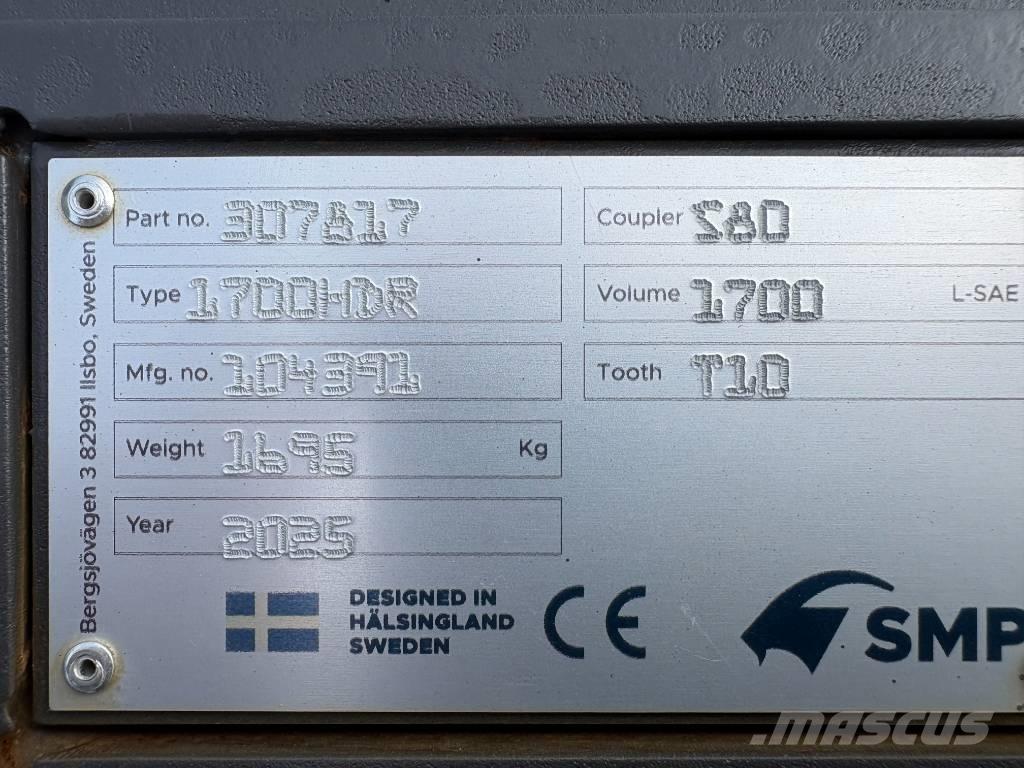 Part no. 307817
Coupler S80
Type 1700HDR
Volume 1700 L-SAE
Mfg. no. 104391
Tooth T10
Weight 1695 Kg
Year 2025
Bergsjövägen 3 82991 Ilsbo, Sweden
DESIGNED IN
HÄLSINGLAND
SWEDEN
CE
SMP
MASCUS